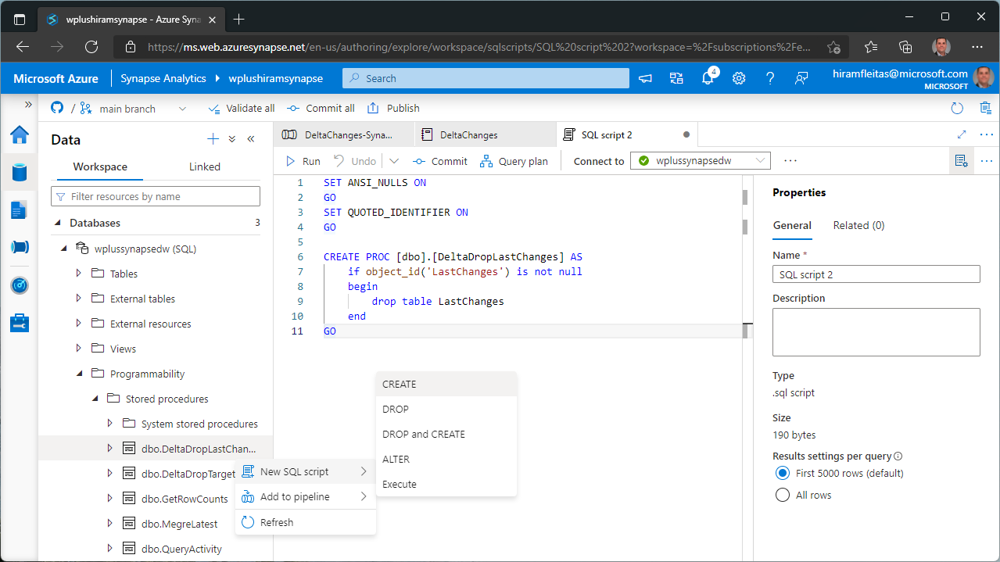 wplushiramsynapse - Azure Syna
https://ms.web.azuresynapse.net/en-us/authoring/explore/workspace/sqlscripts/SQL%20script%202?workspace=%2Fsubscriptions%2Fe...
Microsoft Azure
Synapse Analytics
wplushiramsynapse
Search
4
hiramfleitas@microsoft.com
MICROSOFT
/ main branch
Validate all
Commit all
Publish
Data
Workspace
Linked
Filter resources by name
Databases
3
wplussynapsedw (SQL)
Tables
External tables
External resources
Views
Programmability
Stored procedures
System stored procedures
dbo.DeltaDropLastChan...
dbo.DeltaDropTarget
dbo.GetRowCounts
dbo.MegreLatest
dbo.QueryActivity
New SQL script
Add to pipeline
Refresh
CREATE
DROP
DROP and CREATE
ALTER
Execute
DeltaChanges-Syna...
DeltaChanges
SQL script 2
Run
Undo
Commit
Query plan
Connect to
wplussynapsedw
1 SET ANSI_NULLS ON
2 GO
3 SET QUOTED_IDENTIFIER ON
4 GO
5
6 CREATE PROC [dbo].[DeltaDropLastChanges] AS
7 if object_id('LastChanges') is not null
8 begin
9 drop table LastChanges
10 end
11 GO
Properties
General
Related (0)
Name *
SQL script 2
Description
Type
.sql script
Size
190 bytes
Results settings per query
First 5000 rows (default)
All rows